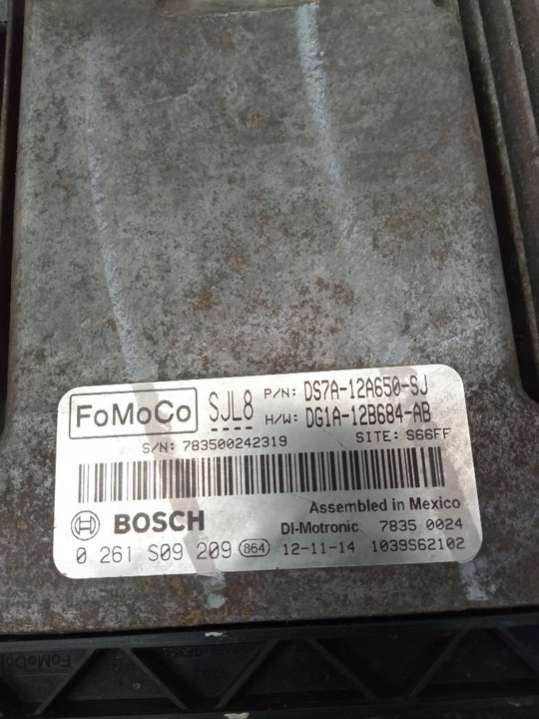 FoMoCo SJL8 P/N: DS7A-12A650-SJ
H/W: DG1A-12B684-AB
S/N: 783500242319 SITE: S66FF
Assembled in Mexico
BOSCH DI-Motronic 7835 0024
0 261 S09 209 864 12-11-14 1039S62102
FoMoCo